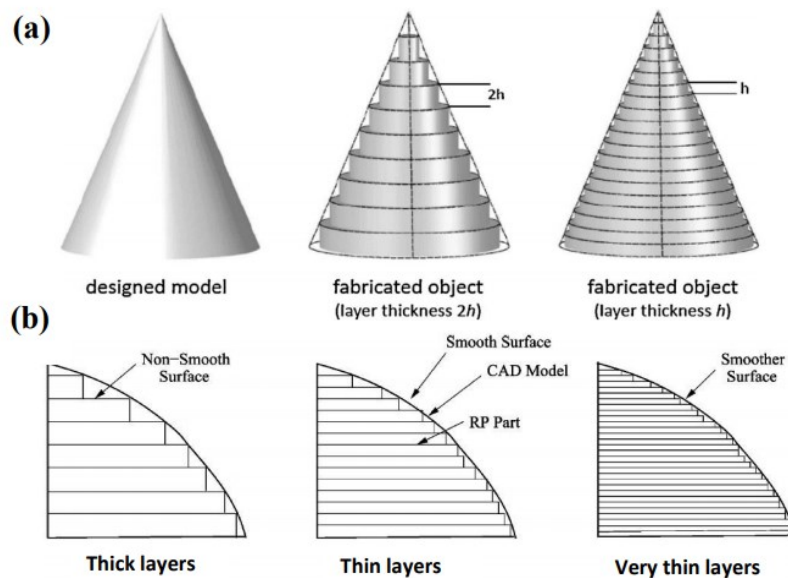 (a)
2h
h
designed model
fabricated object
(layer thickness 2h)
fabricated object
(layer thickness h)
(b)
Non-Smooth
Surface
Smooth Surface
CAD Model
RP Part
Smoother
Surface
Thick layers
Thin layers
Very thin layers